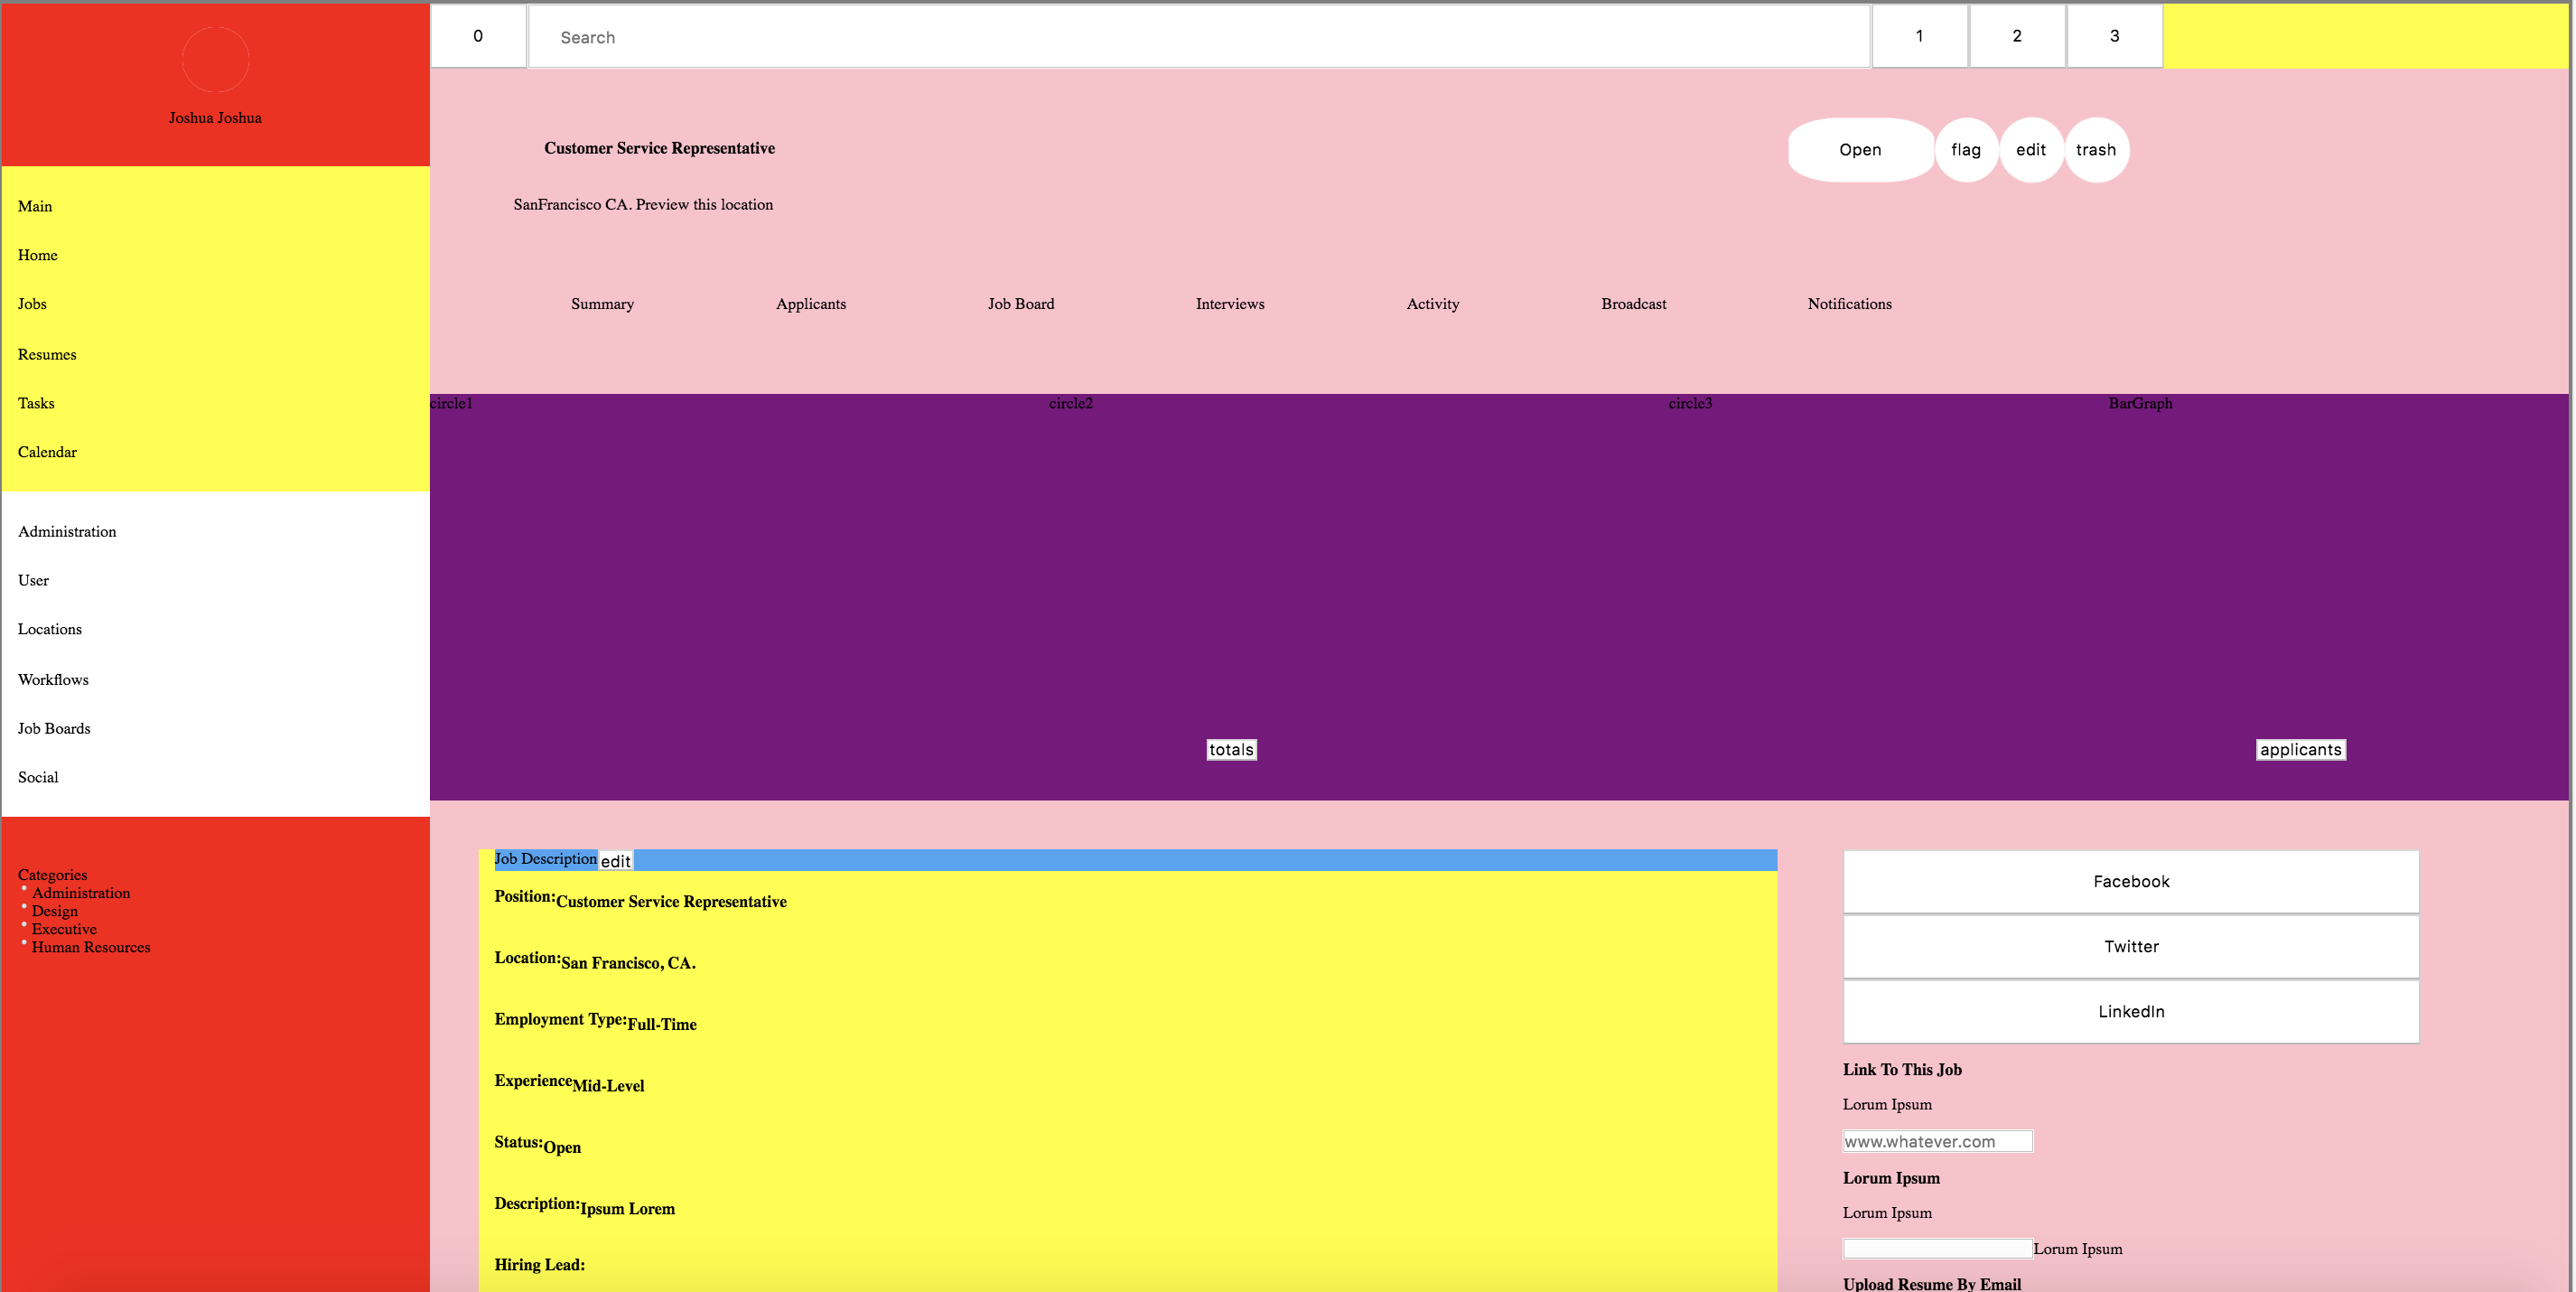 Joshua Joshua
Main
Home
Jobs
Resumes
Tasks
Calendar
Administration
User
Locations
Workflows
Job Boards
Social
Categories
Administration
Design
Executive
Human Resources
0 Search 1 2 3
Customer Service Representative
Open flag edit trash
SanFrancisco CA. Preview this location
Summary Applicants Job Board Interviews Activity Broadcast Notifications
circle1 circle2 circle3 BarGraph
totals applicants
Job Description edit
Position: Customer Service Representative
Location: San Francisco, CA.
Employment Type: Full-Time
Experience Mid-Level
Status: Open
Description: Ipsum Lorem
Hiring Lead:
Facebook
Twitter
LinkedIn
Link To This Job
Lorum Ipsum
www.whatever.com
Lorum Ipsum
Lorum Ipsum
Lorum Ipsum
Upload Resume By Email